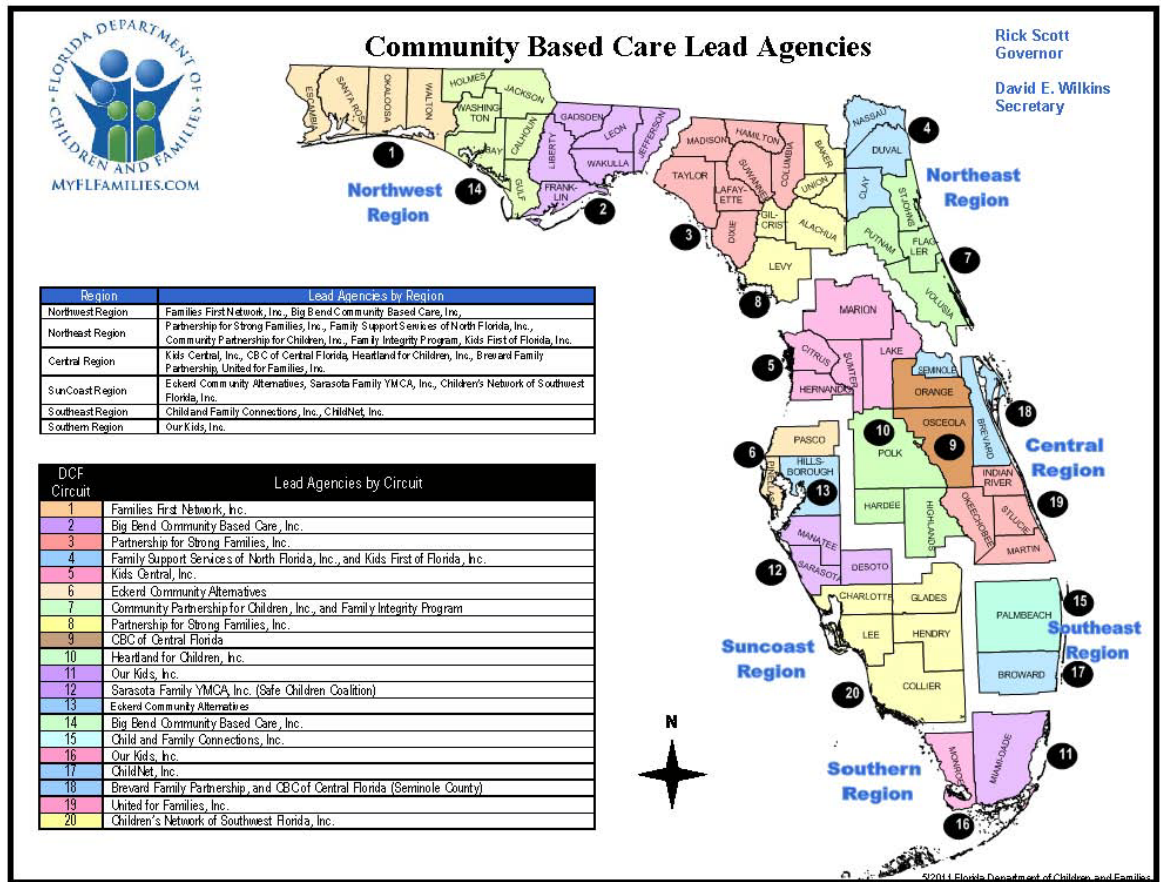 FLORIDA DEPARTMENT OF
CHILDREN AND FAMILIES
MYFLFAMILIES.COM
Community Based Care Lead Agencies
Rick Scott
Governor
David E. Wilkins
Secretary
ESCAMBIA
SANTA ROSA
OKALOOSA
WALTON
HOLMES
JACKSON
WASHING-
TON
BAY
CALHOUN
GULF
GADSDEN
LIBERTY
LEON
JEFFERSON
WAKULLA
FRANK-
LIN
1
Northwest
Region
14
2
MADISON
HAMILTON
TAYLOR
LAFAY-
ETTE
SUWANNEE
COLUMBIA
BAKER
UNION
DIXIE
GIL-
CRIST
ALACHUA
LEVY
3
8
NASSAU
DUVAL
CLAY
ST JOHNS
PUTNAM
FLAG-
LER
VOLUSIA
4
Northeast
Region
7
Region
Lead Agencies by Region
Northwest Region
Families First Network, Inc., Big Bend Community Based Care, Inc,
Northeast Region
Partnership for Strong Families, Inc., Family Support Services of North Florida, Inc.,
Community Partnership for Children, Inc., Family Integrity Program, Kids First of Florida, Inc.
Central Region
Kids Central, Inc., CBC of Central Florida, Heartland for Children, Inc., Brevard Family
Partnership, United for Families, Inc.
SunCoast Region
Eckerd Community Alternatives, Sarasota Family YMCA, Inc., Children's Network of Southwest
Florida, Inc.
Southeast Region
Child and Family Connections, Inc., ChildNet, Inc.
Southern Region
Our Kids, Inc.
MARION
CITRUS
SUMTER
LAKE
HERNANDO
5
SEMINOLE
ORANGE
OSCEOLA
BREVARD
9
18
Central
Region
PASCO
PINELLAS
HILLS-
BOROUGH
6
13
10
POLK
HARDEE
HIGHLANDS
INDIAN
RIVER
OKEECHOBEE
ST LUCIE
MARTIN
19
MANATEE
SARASOTA
DESOTO
12
CHARLOTTE
GLADES
LEE
HENDRY
COLLIER
Suncoast
Region
20
PALM BEACH
15
Southeast
Region
BROWARD
17
DCF
Circuit
Lead Agencies by Circuit
1 Families First Network, Inc.
2 Big Bend Community Based Care, Inc.
3 Partnership for Strong Families, Inc.
4 Family Support Services of North Florida, Inc., and Kids First of Florida, Inc.
5 Kids Central, Inc.
6 Eckerd Community Alternatives
7 Community Partnership for Children, Inc., and Family Integrity Program
8 Partnership for Strong Families, Inc.
9 CBC of Central Florida
10 Heartland for Children, Inc.
11 Our Kids, Inc.
12 Sarasota Family YMCA, Inc. (Safe Children Coalition)
13 Eckerd Community Alternatives
14 Big Bend Community Based Care, Inc.
15 Child and Family Connections, Inc.
16 Our Kids, Inc.
17 ChildNet, Inc.
18 Brevard Family Partnership, and CBC of Central Florida (Seminole County)
19 United for Families, Inc.
20 Children's Network of Southwest Florida, Inc.
N
Southern
Region
MONROE
MIAMI-DADE
11
16
5/2011 Florida Department of Children and Families